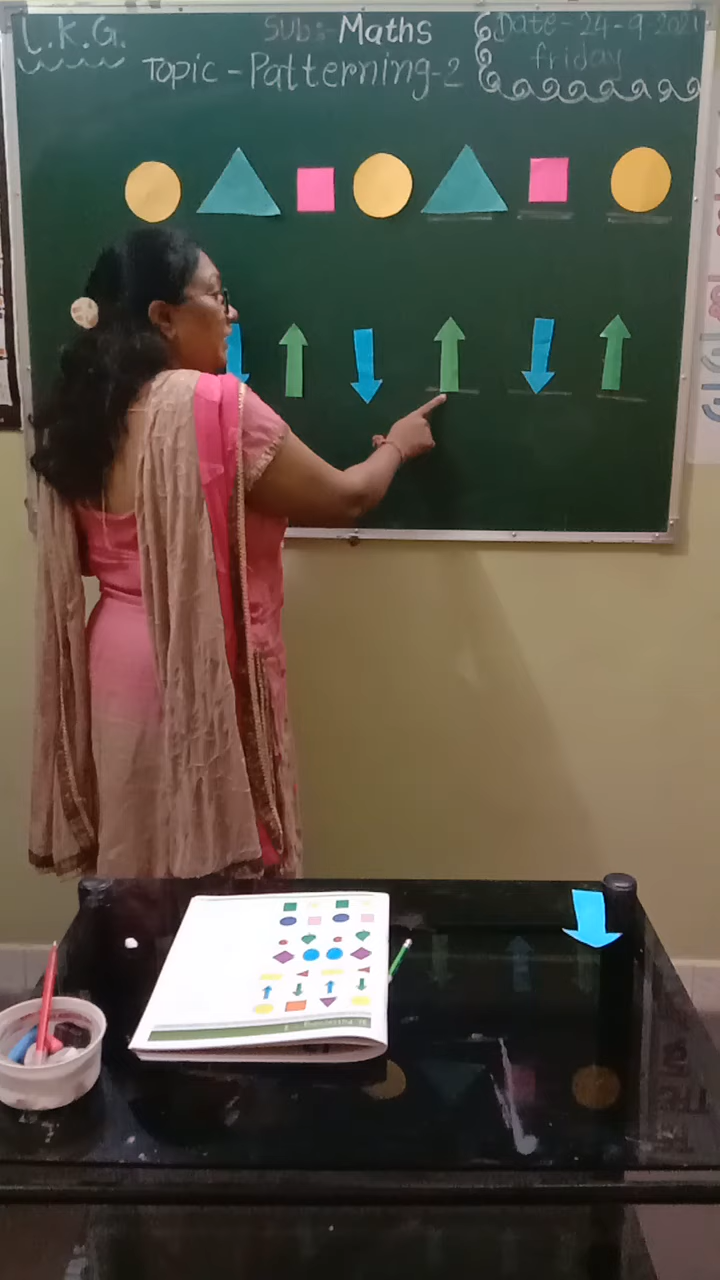 L.K.G.
Sub:- Maths
Date - 24 - 9 - 2021
friday
Topic - Patterning - 2